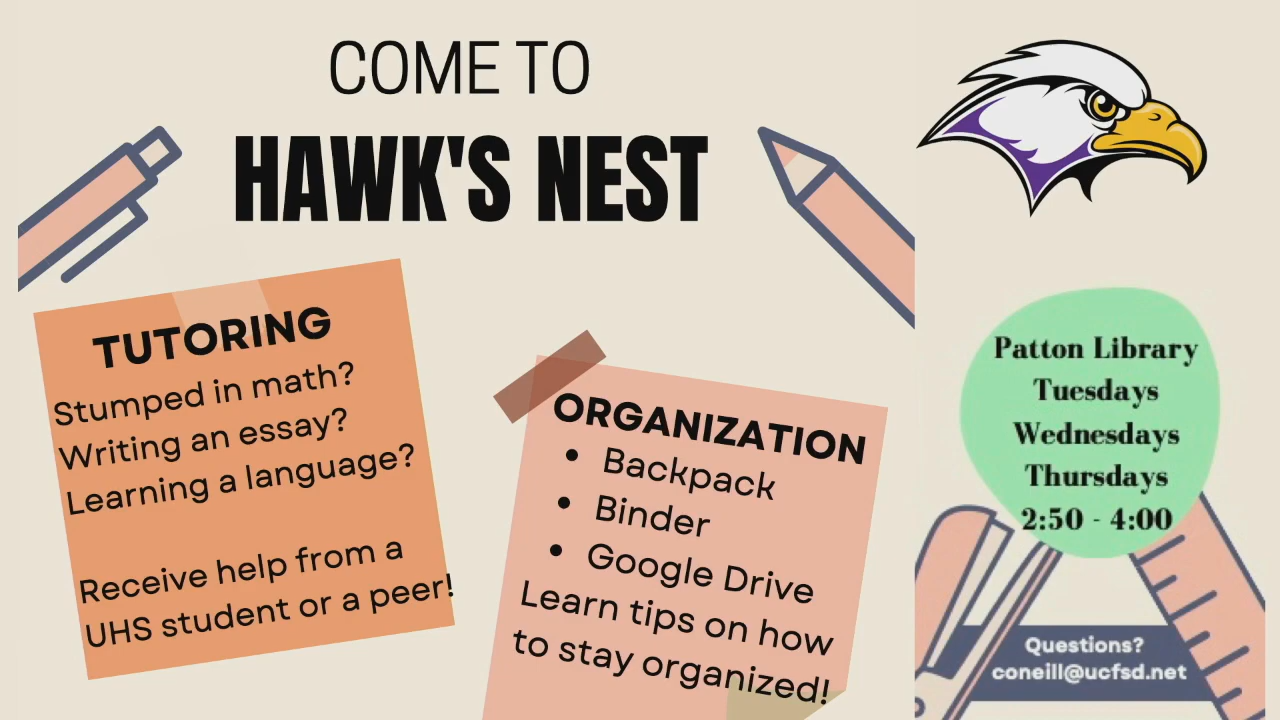 COME TO
HAWK'S NEST
TUTORING
Stumped in math?
Writing an essay?
Learning a language?
Receive help from a
UHS student or a peer!
ORGANIZATION
• Backpack
• Binder
• Google Drive
Learn tips on how
to stay organized!
Patton Library
Tuesdays
Wednesdays
Thursdays
2:50 - 4:00
Questions?
coneill@ucfsd.net